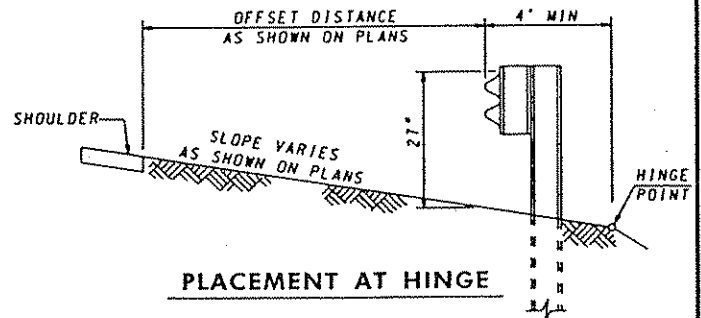 OFFSET DISTANCE
AS SHOWN ON PLANS
4' MIN
SHOULDER
SLOPE VARIES
AS SHOWN ON PLANS
27"
HINGE
POINT
PLACEMENT AT HINGE